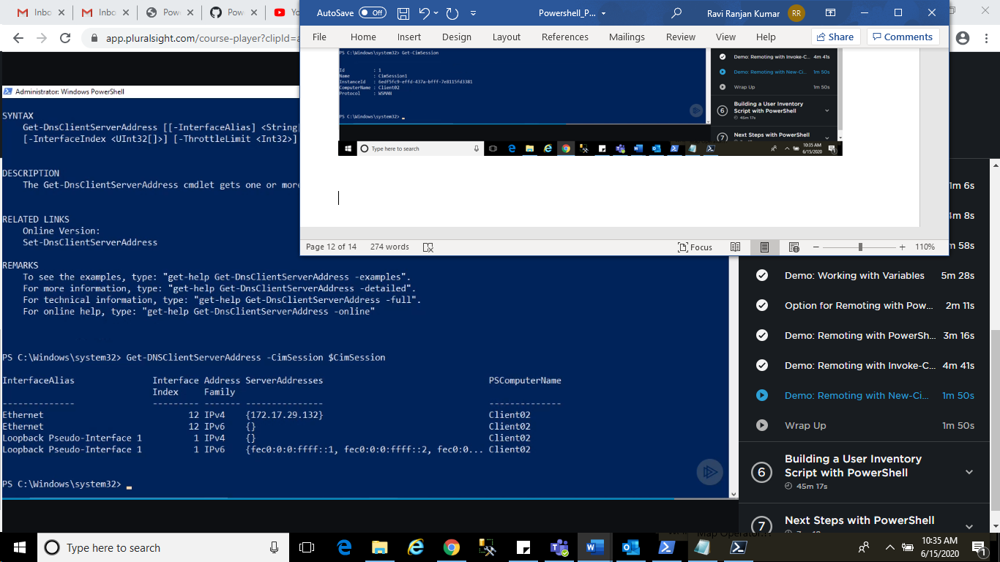 Inbo
Inbo
Pow
Pow
Yo
AutoSave Off
Powershell_P...
Ravi Ranjan Kumar RR
File Home Insert Design Layout References Mailings Review View Help Share Comments
app.pluralsight.com/course-player?clipId=a
PS C:\Windows\system32> Get-CimSession
Id : 1
Name : CimSession1
InstanceId : 6edf5fc9-effd-437a-bfff-7e8115fd3381
ComputerName : Client02
Protocol : WSMAN
PS C:\Windows\system32>
Demo: Remoting with Invoke-C... 4m 41s
Demo: Remoting with New-Ci... 1m 50s
Wrap Up 1m 50s
6 Building a User Inventory
Script with PowerShell
45m 17s
7 Next Steps with PowerShell
Type here to search
10:35 AM
6/15/2020
Page 12 of 14 274 words Focus 110%
Administrator: Windows PowerShell
SYNTAX
Get-DnsClientServerAddress [[-InterfaceAlias] <String[
[-InterfaceIndex <UInt32[]>] [-ThrottleLimit <Int32>]
DESCRIPTION
The Get-DnsClientServerAddress cmdlet gets one or more
RELATED LINKS
Online Version:
Set-DnsClientServerAddress
REMARKS
To see the examples, type: "get-help Get-DnsClientServerAddress -examples".
For more information, type: "get-help Get-DnsClientServerAddress -detailed".
For technical information, type: "get-help Get-DnsClientServerAddress -full".
For online help, type: "get-help Get-DnsClientServerAddress -online"
PS C:\Windows\system32> Get-DNSClientServerAddress -CimSession $CimSession
InterfaceAlias Interface Address ServerAddresses PSComputerName
Index Family
-------------- --------- ------- --------------- --------------
Ethernet 12 IPv4 {172.17.29.132} Client02
Ethernet 12 IPv6 {} Client02
Loopback Pseudo-Interface 1 1 IPv4 {} Client02
Loopback Pseudo-Interface 1 1 IPv6 {fec0:0:0:ffff::1, fec0:0:0:ffff::2, fec0:0... Client02
PS C:\Windows\system32>
1m 6s
4m 8s
m 58s
Demo: Working with Variables 5m 28s
Option for Remoting with Pow... 2m 11s
Demo: Remoting with PowerSh... 3m 16s
Demo: Remoting with Invoke-C... 4m 41s
Demo: Remoting with New-Ci... 1m 50s
Wrap Up 1m 50s
6 Building a User Inventory
Script with PowerShell
45m 17s
7 Next Steps with PowerShell
Type here to search
10:35 AM
6/15/2020
1